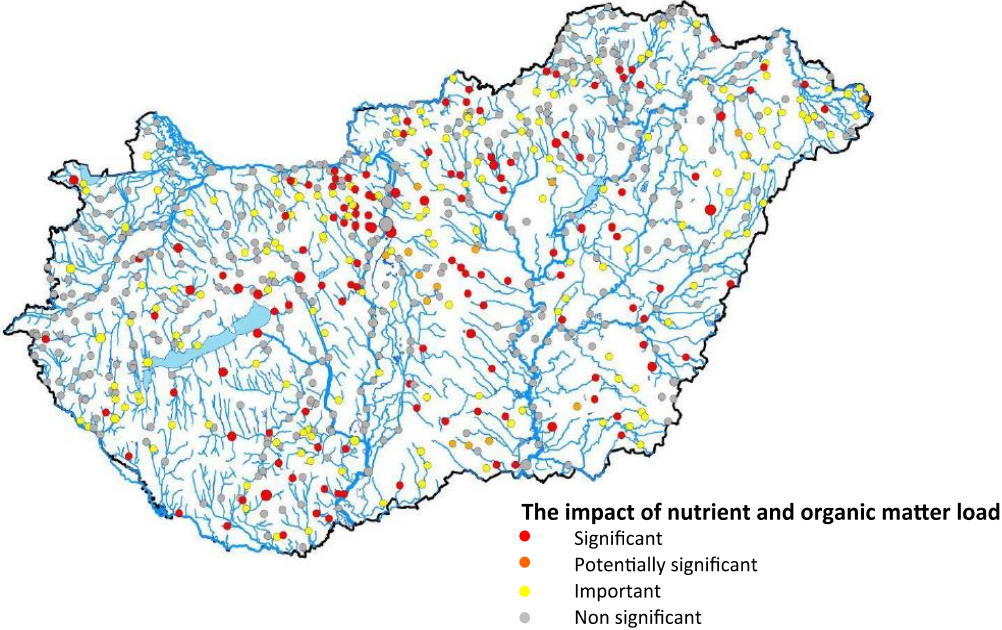 The impact of nutrient and organic matter load
Significant
Potentially significant
Important
Non significant